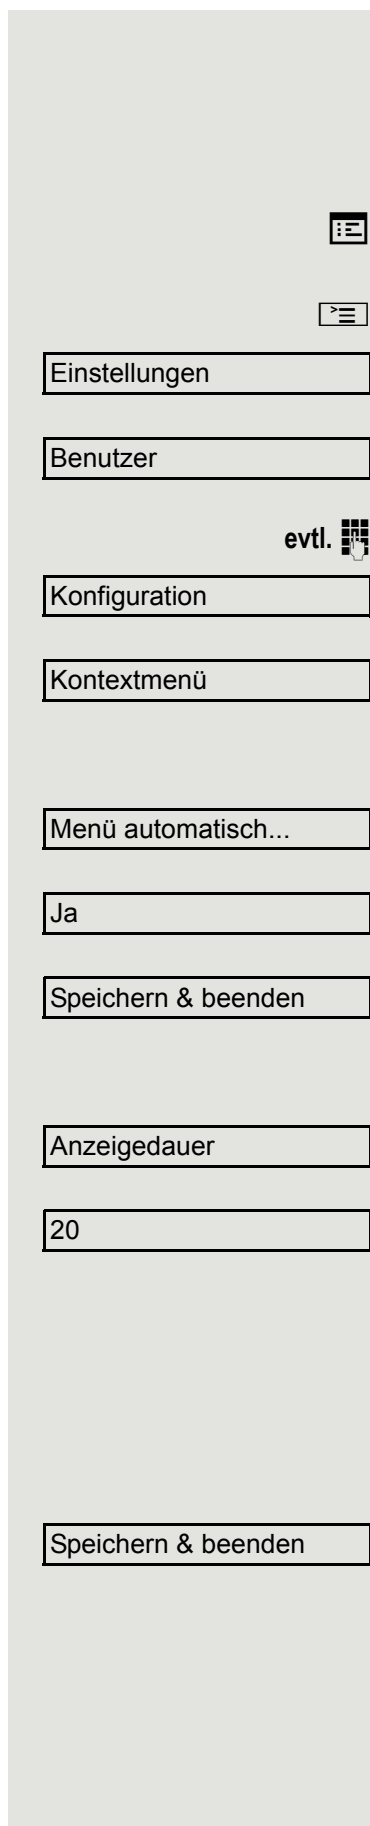 Einstellungen
Benutzer
evtl.
Konfiguration
Kontextmenü
Menü automatisch...
Ja
Speichern & beenden
Anzeigedauer
20
Speichern & beenden